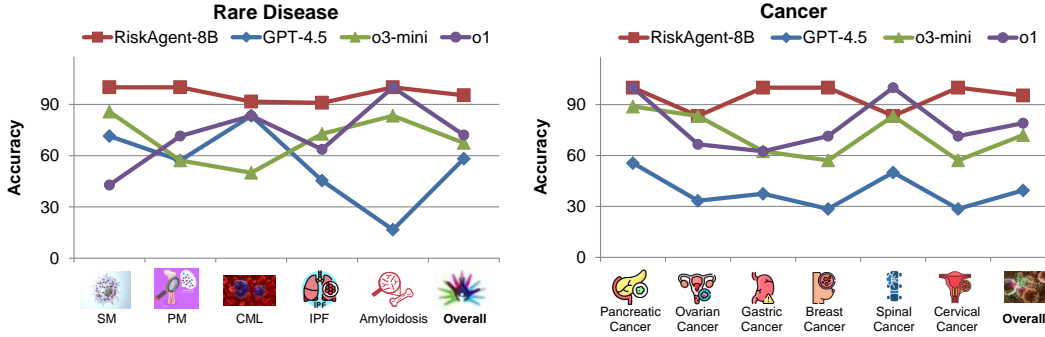 Rare Disease
RiskAgent-8B GPT-4.5 o3-mini o1
Accuracy
90
60
30
0
IPF
SM PM CML IPF Amyloidosis Overall
Cancer
RiskAgent-8B GPT-4.5 o3-mini o1
Accuracy
90
60
30
0
Pancreatic Ovarian Gastric Breast Spinal Cervical Overall
Cancer Cancer Cancer Cancer Cancer Cancer